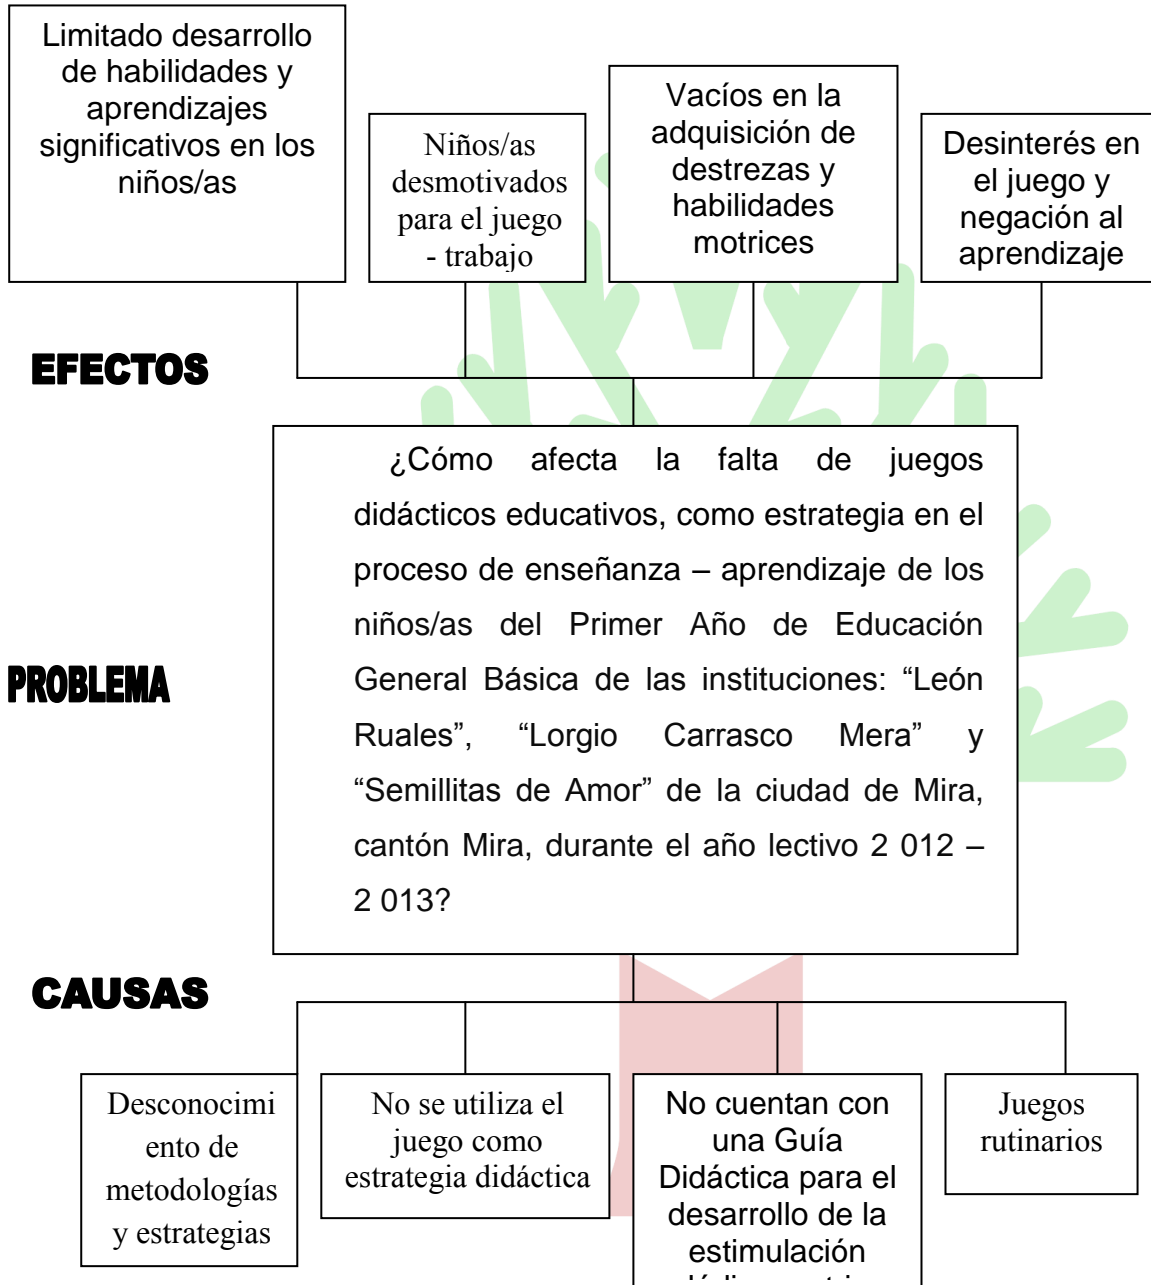 Limitado desarrollo
de habilidades y
aprendizajes
significativos en los
niños/as
Niños/as
desmotivados
para el juego
- trabajo
Vacíos en la
adquisición de
destrezas y
habilidades
motrices
Desinterés en
el juego y
negación al
aprendizaje
EFECTOS
¿Cómo afecta la falta de juegos
didácticos educativos, como estrategia en el
proceso de enseñanza – aprendizaje de los
niños/as del Primer Año de Educación
General Básica de las instituciones: “León
Ruales”, “Lorgio Carrasco Mera” y
“Semillitas de Amor” de la ciudad de Mira,
cantón Mira, durante el año lectivo 2 012 –
2 013?
PROBLEMA
CAUSAS
Desconocimi
ento de
metodologías
y estrategias
No se utiliza el
juego como
estrategia didáctica
No cuentan con
una Guía
Didáctica para el
desarrollo de la
estimulación
Juegos
rutinarios